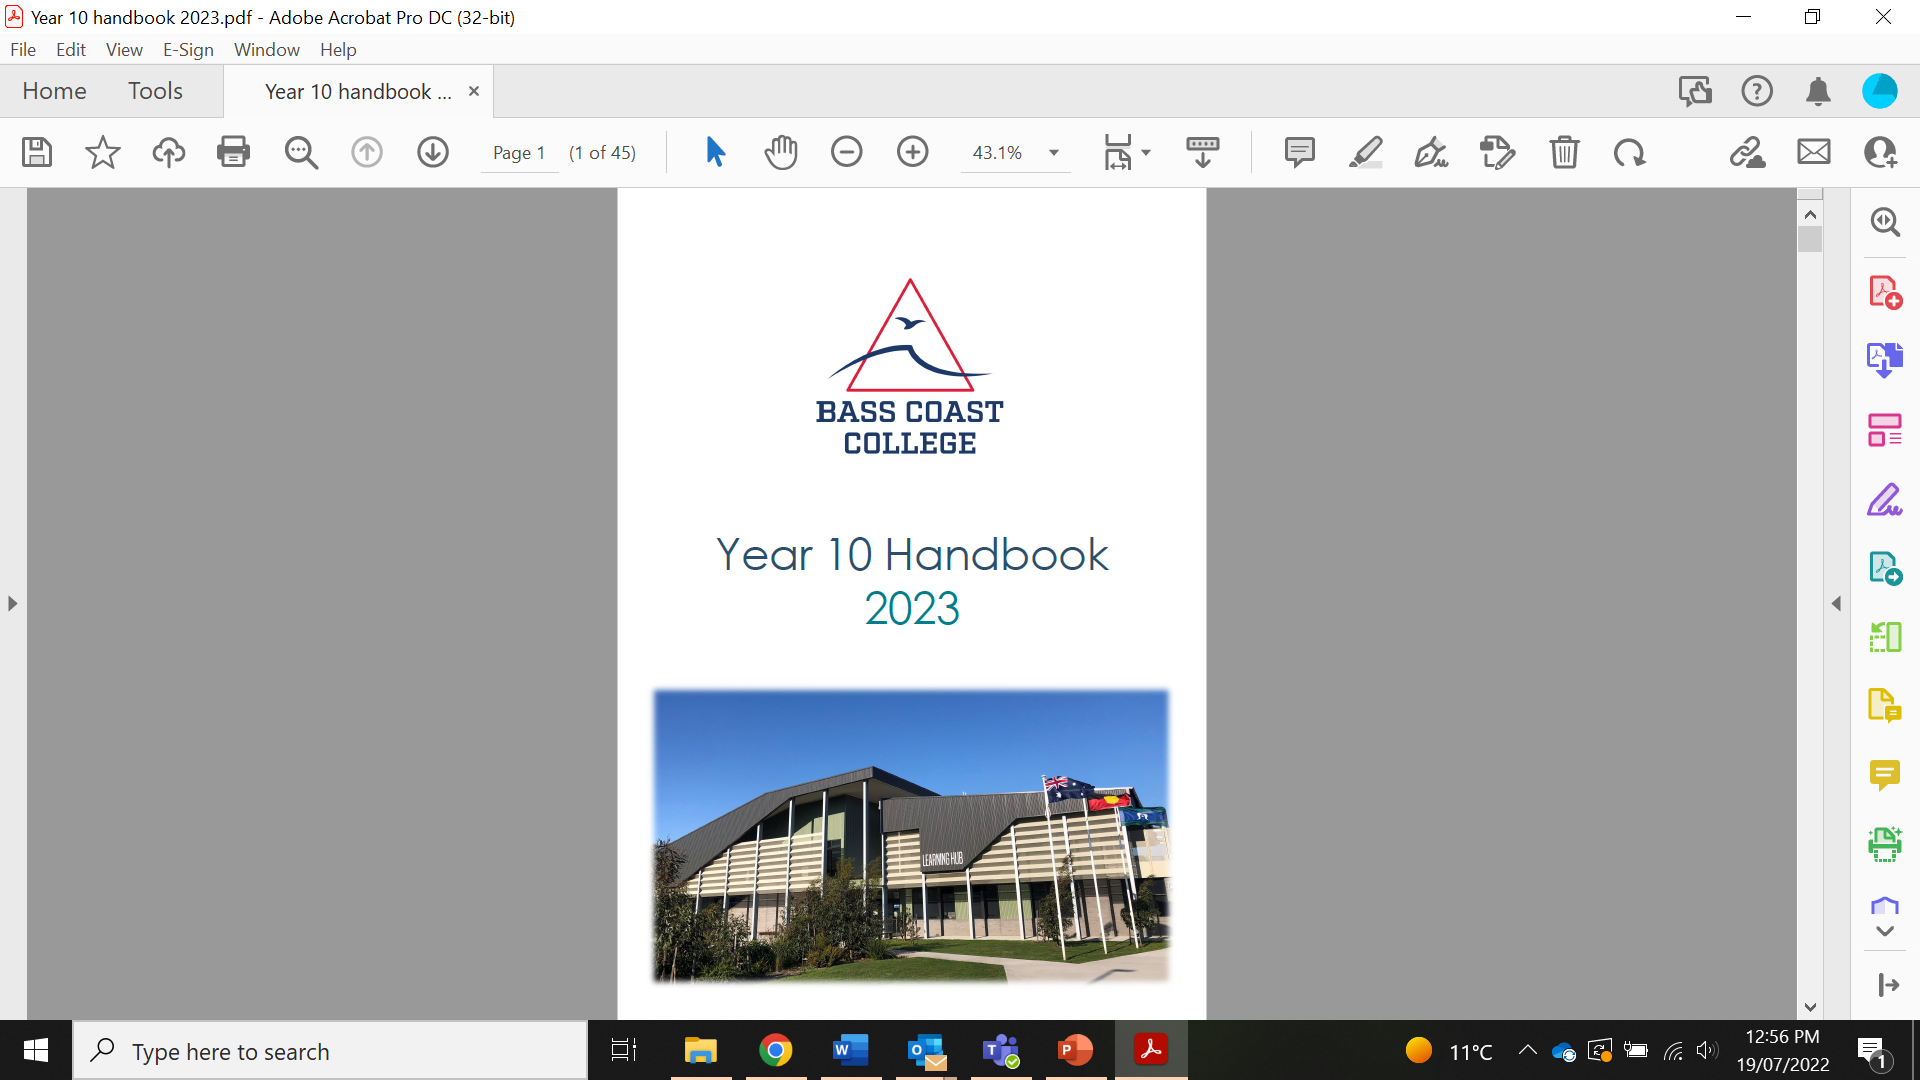 Year 10 handbook 2023.pdf - Adobe Acrobat Pro DC (32-bit)
File Edit View E-Sign Window Help
Home Tools Year 10 handbook ... ×
Page 1 (1 of 45) 43.1%
BASS COAST
COLLEGE
Year 10 Handbook
2023
LEARNING HUB
Type here to search
11°C
12:56 PM
19/07/2022
1